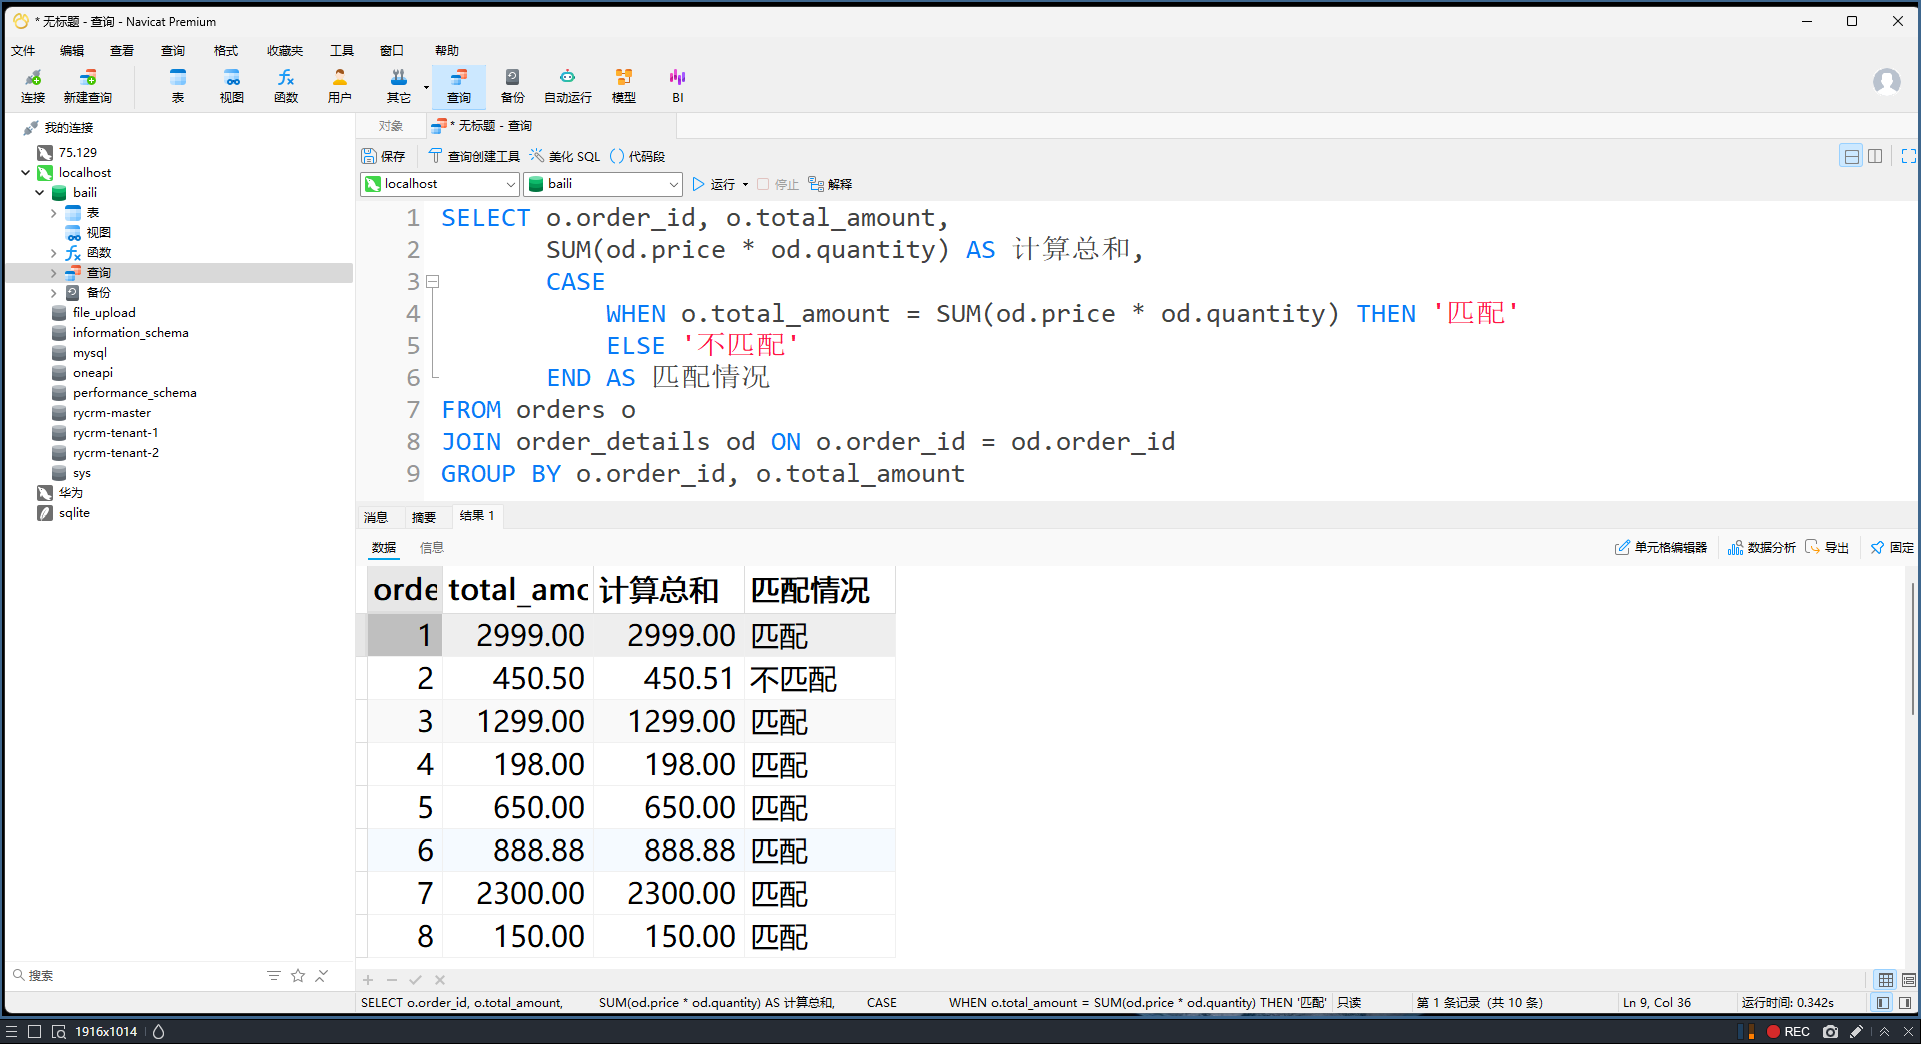 * 无标题 - 查询 - Navicat Premium
文件 编辑 查看 查询 格式 收藏夹 工具 窗口 帮助
连接 新建查询 表 视图 函数 用户 其它 查询 备份 自动运行 模型 BI
我的连接
75.129
localhost
baili
表
视图
函数
查询
备份
file_upload
information_schema
mysql
oneapi
performance_schema
rycrm-master
rycrm-tenant-1
rycrm-tenant-2
sys
华为
sqlite
搜索
对象 * 无标题 - 查询
保存 查询创建工具 美化 SQL 代码段
localhost baili 运行 停止 解释
1 SELECT o.order_id, o.total_amount,
2 SUM(od.price * od.quantity) AS 计算总和,
3 CASE
4 WHEN o.total_amount = SUM(od.price * od.quantity) THEN '匹配'
5 ELSE '不匹配'
6 END AS 匹配情况
7 FROM orders o
8 JOIN order_details od ON o.order_id = od.order_id
9 GROUP BY o.order_id, o.total_amount
消息 摘要 结果 1
数据 信息 单元格编辑器 数据分析 导出 固定
orde total_amo 计算总和 匹配情况
1 2999.00 2999.00 匹配
2 450.50 450.51 不匹配
3 1299.00 1299.00 匹配
4 198.00 198.00 匹配
5 650.00 650.00 匹配
6 888.88 888.88 匹配
7 2300.00 2300.00 匹配
8 150.00 150.00 匹配
SELECT o.order_id, o.total_amount, SUM(od.price * od.quantity) AS 计算总和, CASE WHEN o.total_amount = SUM(od.price * od.quantity) THEN '匹配' 只读 第 1 条记录 (共 10 条) Ln 9, Col 36 运行时间: 0.342s
1916x1014 REC